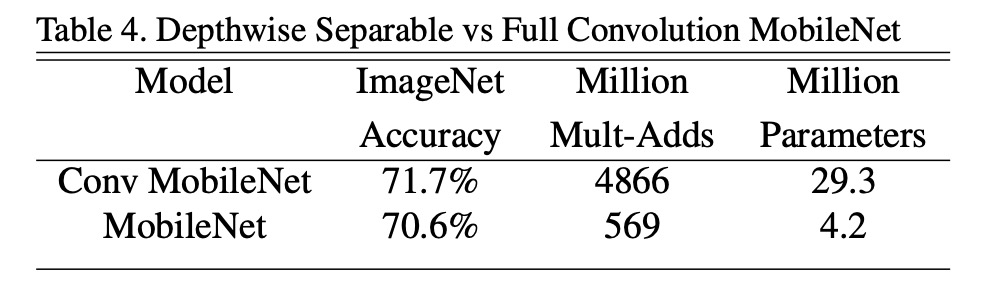 Table 4. Depthwise Separable vs Full Convolution MobileNet
Model ImageNet Million Million
Accuracy Mult-Adds Parameters
Conv MobileNet 71.7% 4866 29.3
MobileNet 70.6% 569 4.2